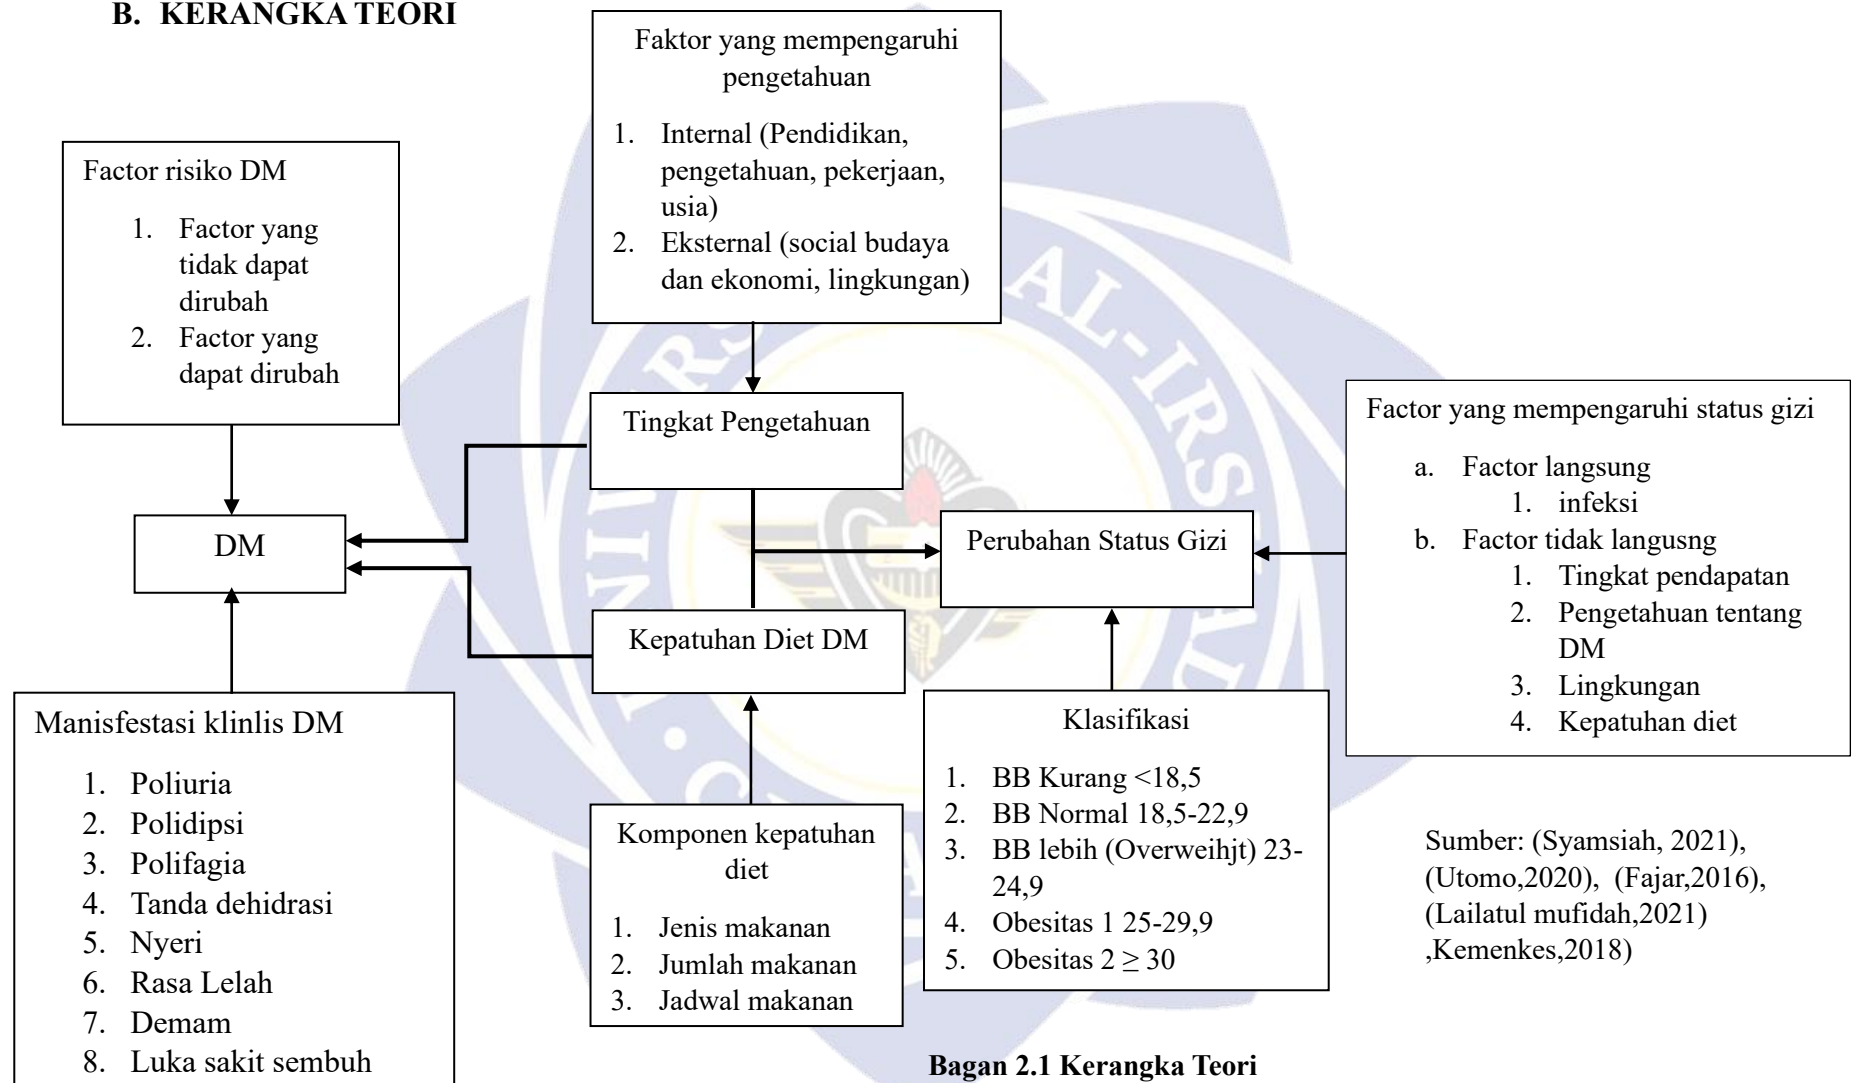 B. KERANGKA TEORI
Faktor yang mempengaruhi
pengetahuan
1. Internal (Pendidikan,
pengetahuan, pekerjaan,
usia)
2. Eksternal (social budaya
dan ekonomi, lingkungan)
Factor risiko DM
1. Factor yang
tidak dapat
dirubah
2. Factor yang
dapat dirubah
Tingkat Pengetahuan
Factor yang mempengaruhi status gizi
a. Factor langsung
1. infeksi
b. Factor tidak langusng
1. Tingkat pendapatan
2. Pengetahuan tentang
DM
3. Lingkungan
4. Kepatuhan diet
DM
Perubahan Status Gizi
Kepatuhan Diet DM
Manisfestasi klinlis DM
1. Poliuria
2. Polidipsi
3. Polifagia
4. Tanda dehidrasi
5. Nyeri
6. Rasa Lelah
7. Demam
8. Luka sakit sembuh
Komponen kepatuhan
diet
1. Jenis makanan
2. Jumlah makanan
3. Jadwal makanan
Klasifikasi
1. BB Kurang <18,5
2. BB Normal 18,5-22,9
3. BB lebih (Overweihjt) 23-
24,9
4. Obesitas 1 25-29,9
5. Obesitas 2 ≥ 30
Sumber: (Syamsiah, 2021),
(Utomo,2020), (Fajar,2016),
(Lailatul mufidah,2021)
,Kemenkes,2018)
Bagan 2.1 Kerangka Teori